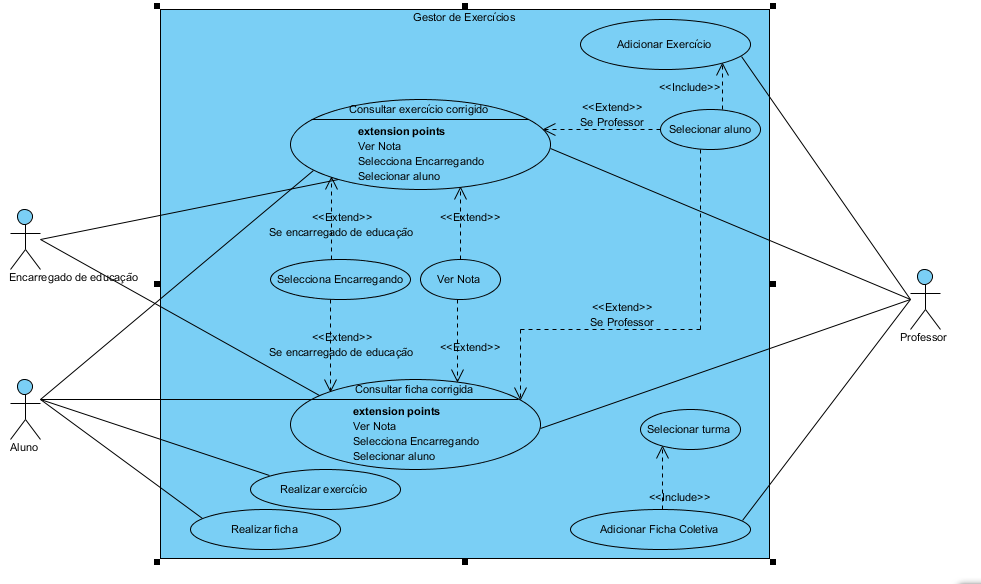 Gestor de Exercícios
Adicionar Exercício
<<Include>>
Consultar exercício corrigido
<<Extend>>
Se Professor
Selecionar aluno
extension points
Ver Nota
Selecciona Encarregando
Selecionar aluno
<<Extend>>
Se encarregado de educação
<<Extend>>
Encarregado de educação
Selecciona Encarregando
Ver Nota
<<Extend>>
Se Professor
Professor
<<Extend>>
Se encarregado de educação
<<Extend>>
Consultar ficha corrigida
extension points
Ver Nota
Selecciona Encarregando
Selecionar aluno
Aluno
Selecionar turma
Realizar exercício
<<Include>>
Realizar ficha
Adicionar Ficha Coletiva